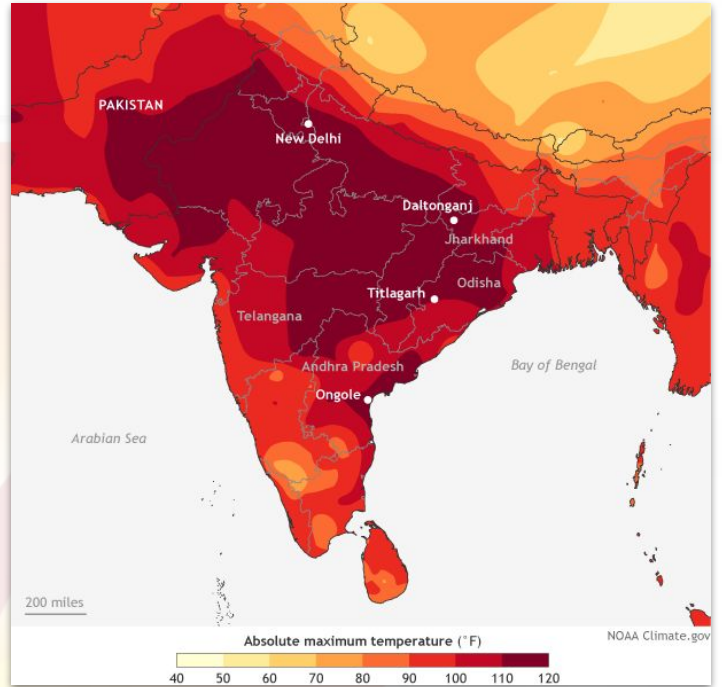 PAKISTAN
New Delhi
Daltonganj
Jharkhand
Titlagarh
Odisha
Telangana
Andhra Pradesh
Bay of Bengal
Ongole
Arabian Sea
200 miles
NOAA Climate.gov
Absolute maximum temperature (°F)
40 50 60 70 80 90 100 110 120